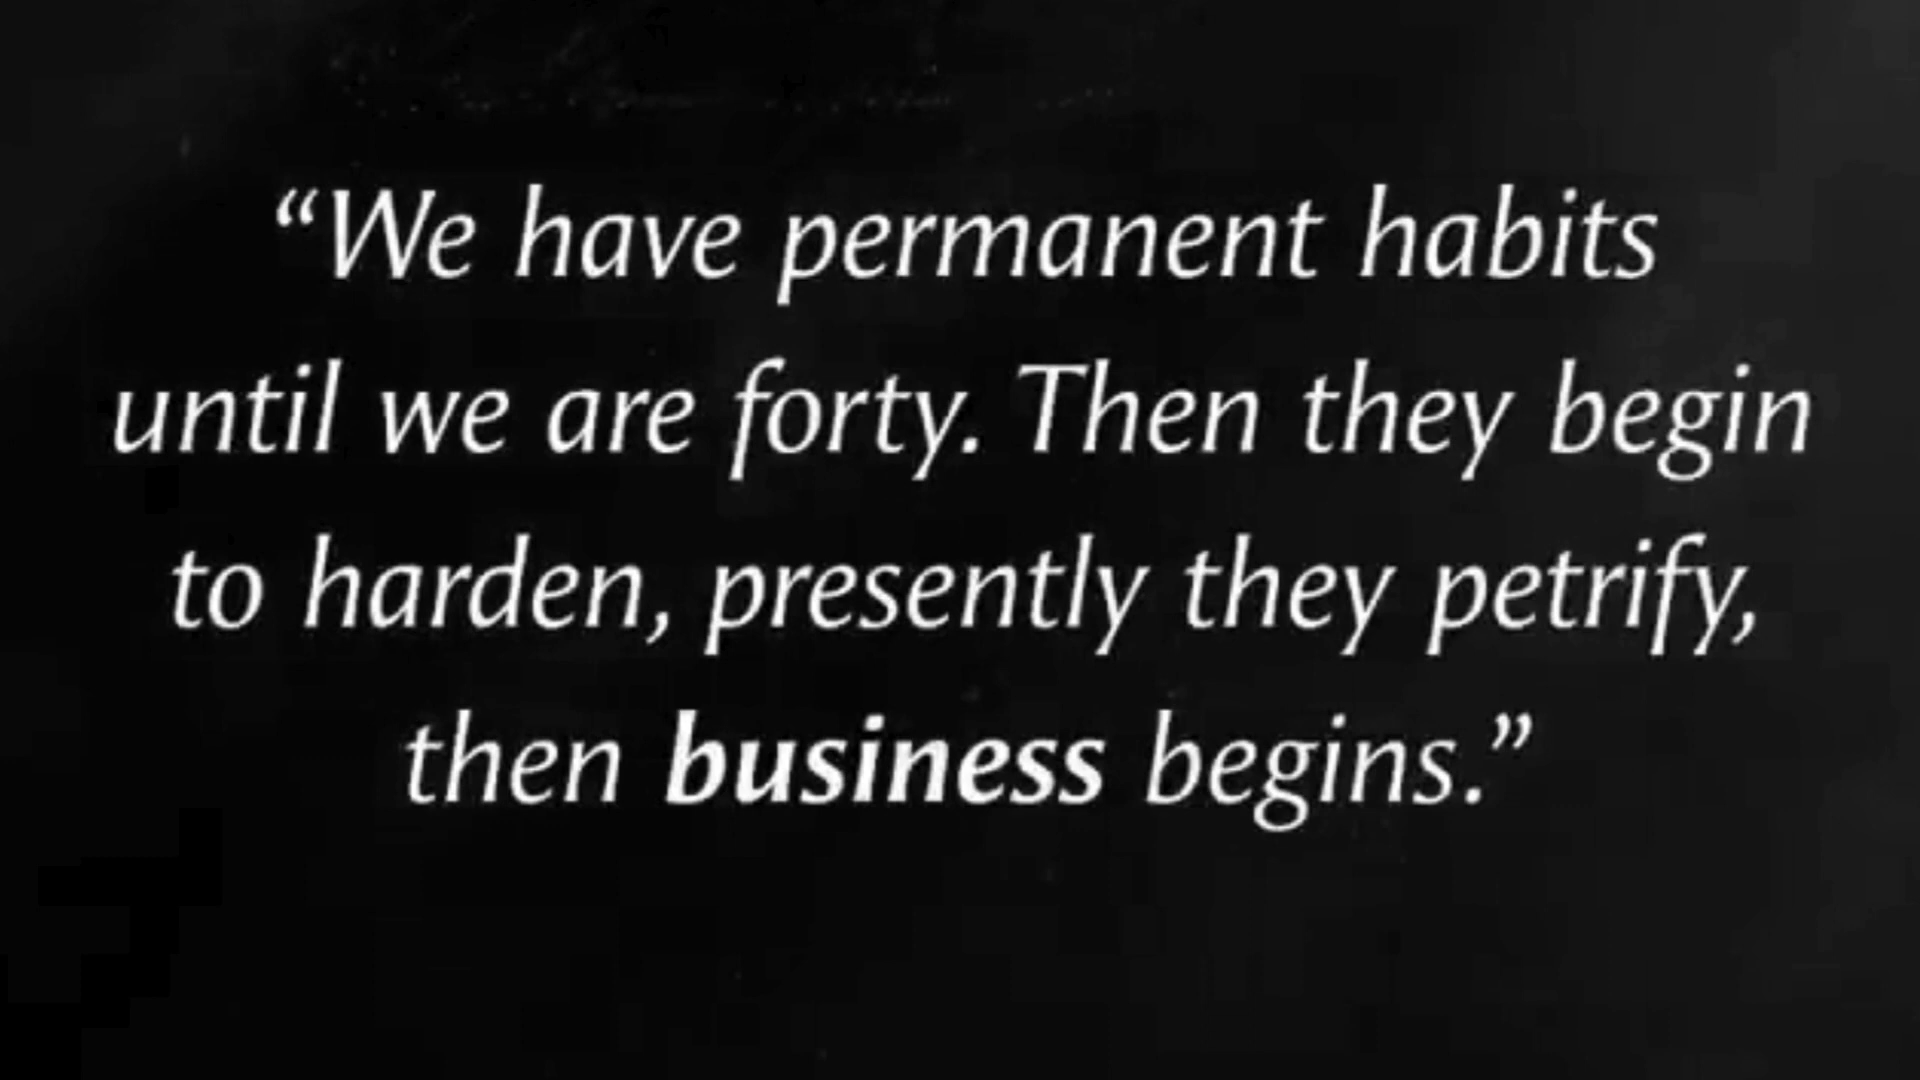 “We have permanent habits
until we are forty. Then they begin
to harden, presently they petrify,
then business begins.”